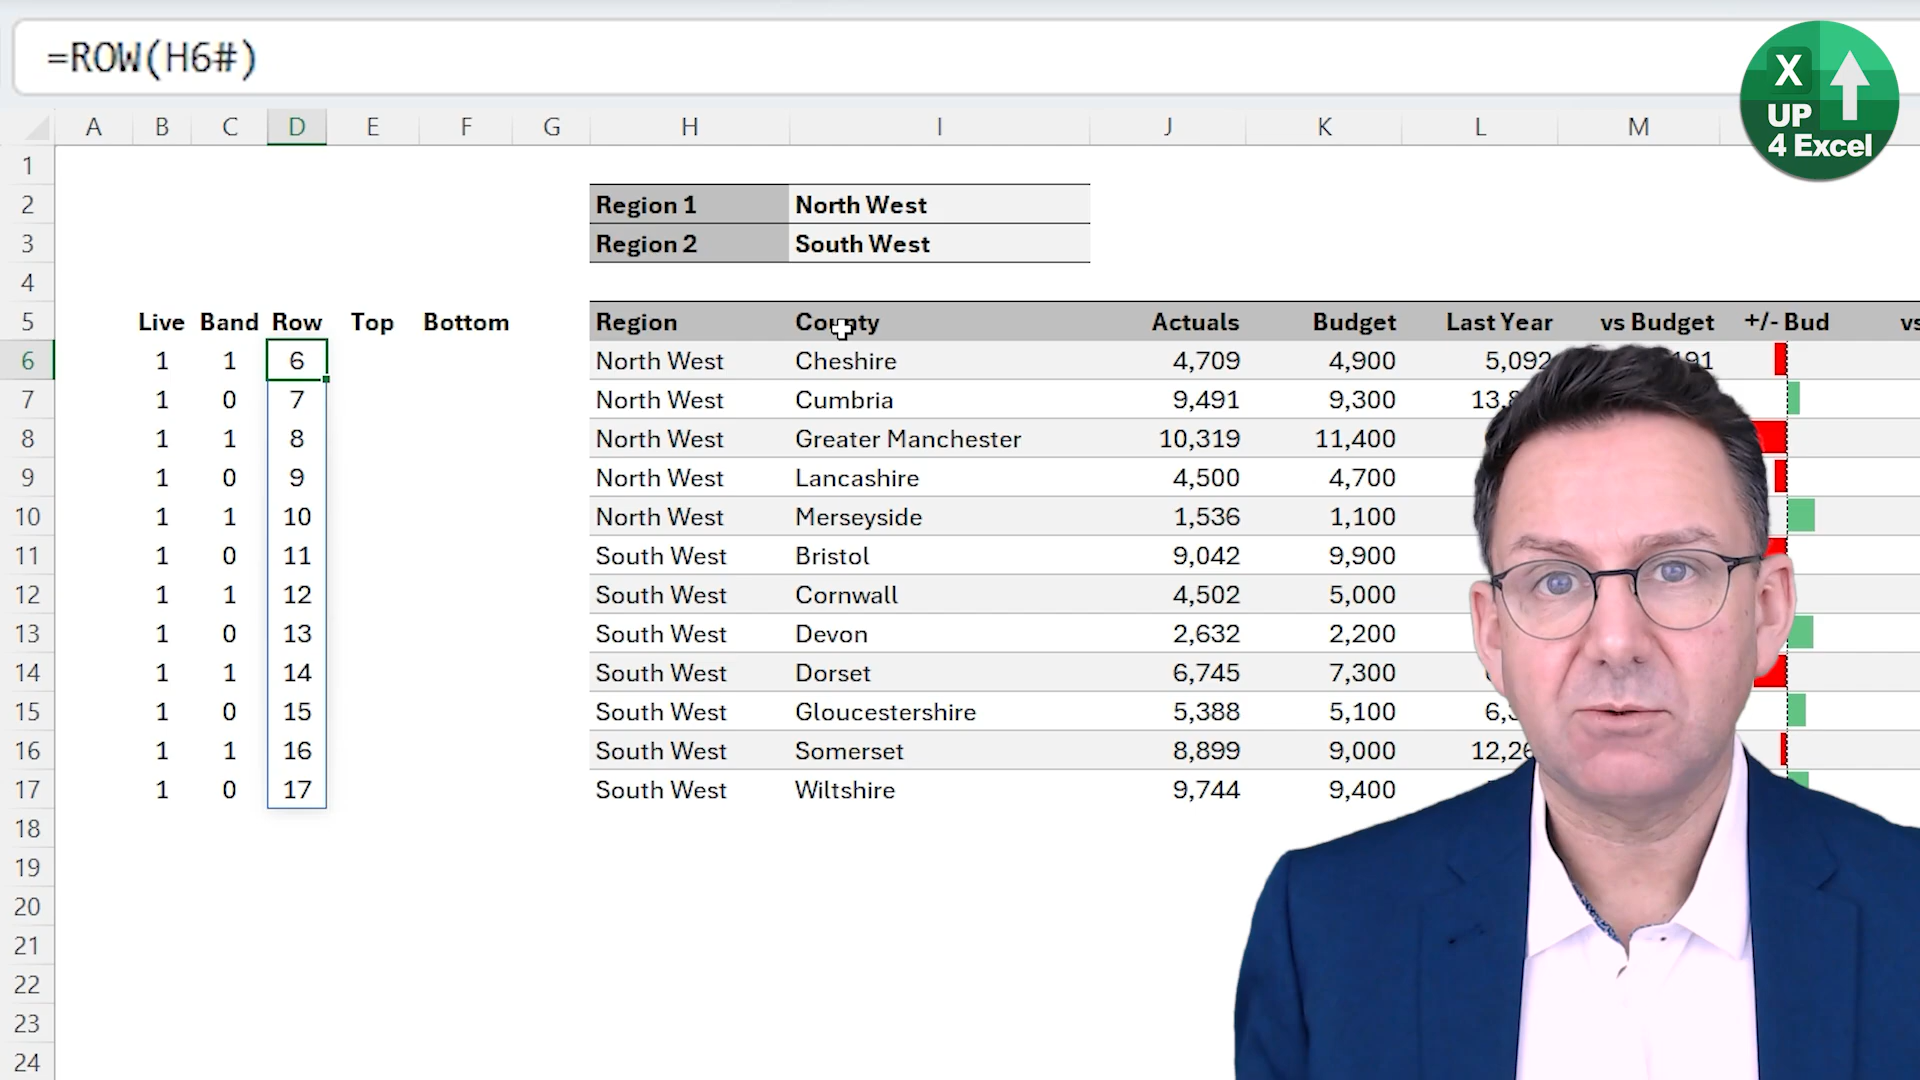 =ROW(H6#)
X
UP
4 Excel
A B C D E F G H I J K L M
1
2 Region 1 North West
3 Region 2 South West
4
5 Live Band Row Top Bottom Region County Actuals Budget Last Year vs Budget +/- Bud vs
6 1 1 6 North West Cheshire 4,709 4,900 5,092
7 1 0 7 North West Cumbria 9,491 9,300
8 1 1 8 North West Greater Manchester 10,319 11,400
9 1 0 9 North West Lancashire 4,500 4,700
10 1 1 10 North West Merseyside 1,536 1,100
11 1 0 11 South West Bristol 9,042 9,900
12 1 1 12 South West Cornwall 4,502 5,000
13 1 0 13 South West Devon 2,632 2,200
14 1 1 14 South West Dorset 6,745 7,300
15 1 0 15 South West Gloucestershire 5,388 5,100
16 1 1 16 South West Somerset 8,899 9,000
17 1 0 17 South West Wiltshire 9,744 9,400
18
19
20
21
22
23
24